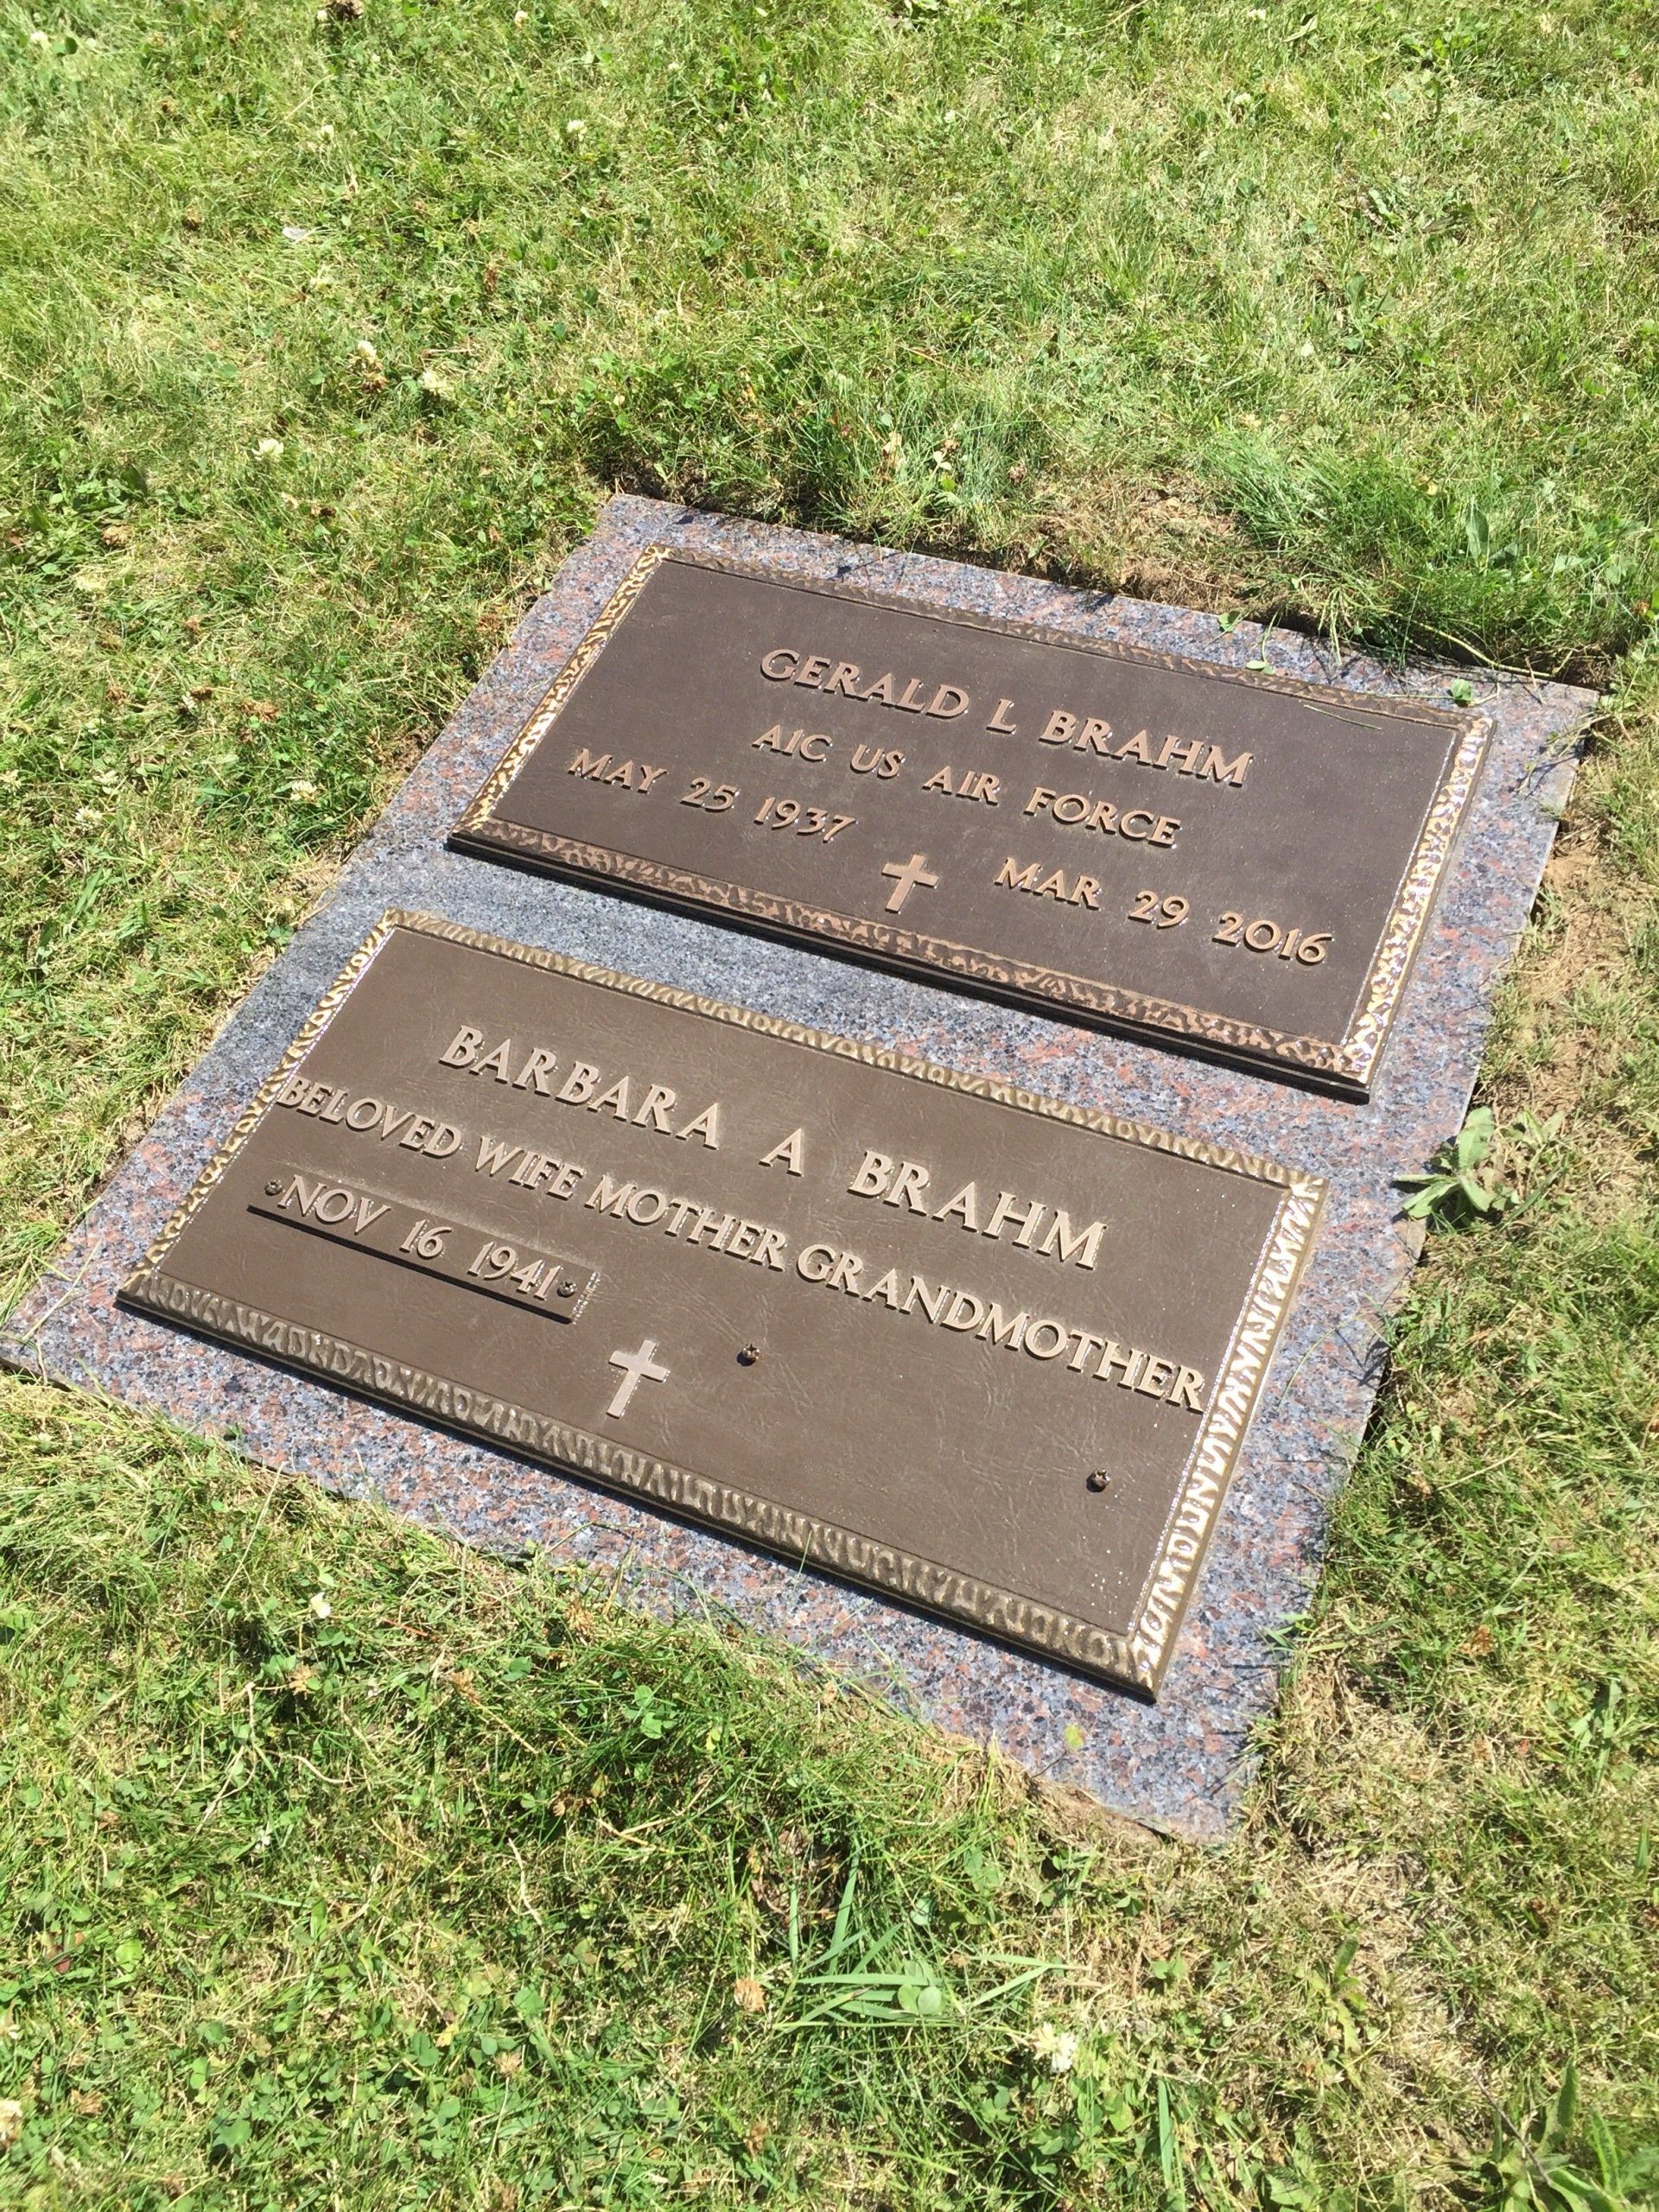 GERALD L BRAHM
A1C US AIR FORCE
MAY 25 1937 MAR 29 2016
BARBARA A BRAHM
BELOVED WIFE MOTHER GRANDMOTHER
NOV 16 1941